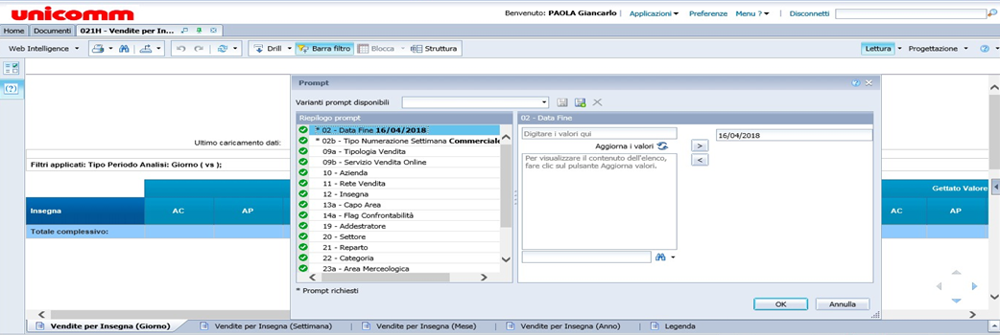 unicomm
Benvenuto: PAOLA Giancarlo | Applicazioni Preferenze Menu ? | Disconnetti
Home Documenti 021H - Vendite per In...
Web Intelligence Drill Barra filtro Blocca Struttura Lettura Progettazione
Prompt
Varianti prompt disponibili
Riepilogo prompt
* 02 - Data Fine 16/04/2018
* 02b - Tipo Numerazione Settimana Commerciale
09a - Tipologia Vendita
09b - Servizio Vendita Online
10 - Azienda
11 - Rete Vendita
12 - Insegna
13a - Capo Area
14a - Flag Confrontabilità
19 - Addestratore
20 - Settore
21 - Reparto
22 - Categoria
23a - Area Merceologica
* Prompt richiesti
02 - Data Fine
Digitare i valori qui
Aggiorna i valori
Per visualizzare il contenuto dell'elenco,
fare clic sul pulsante Aggiorna valori.
>
<
16/04/2018
OK Annulla
Ultimo caricamento dati:
Filtri applicati: Tipo Periodo Analisi: Giorno ( vs );
Gettato Valore
Insegna AC AP AC AP
Totale complessivo:
Vendite per Insegna (Giorno) Vendite per Insegna (Settimana) Vendite per Insegna (Mese) Vendite per Insegna (Anno) Legenda